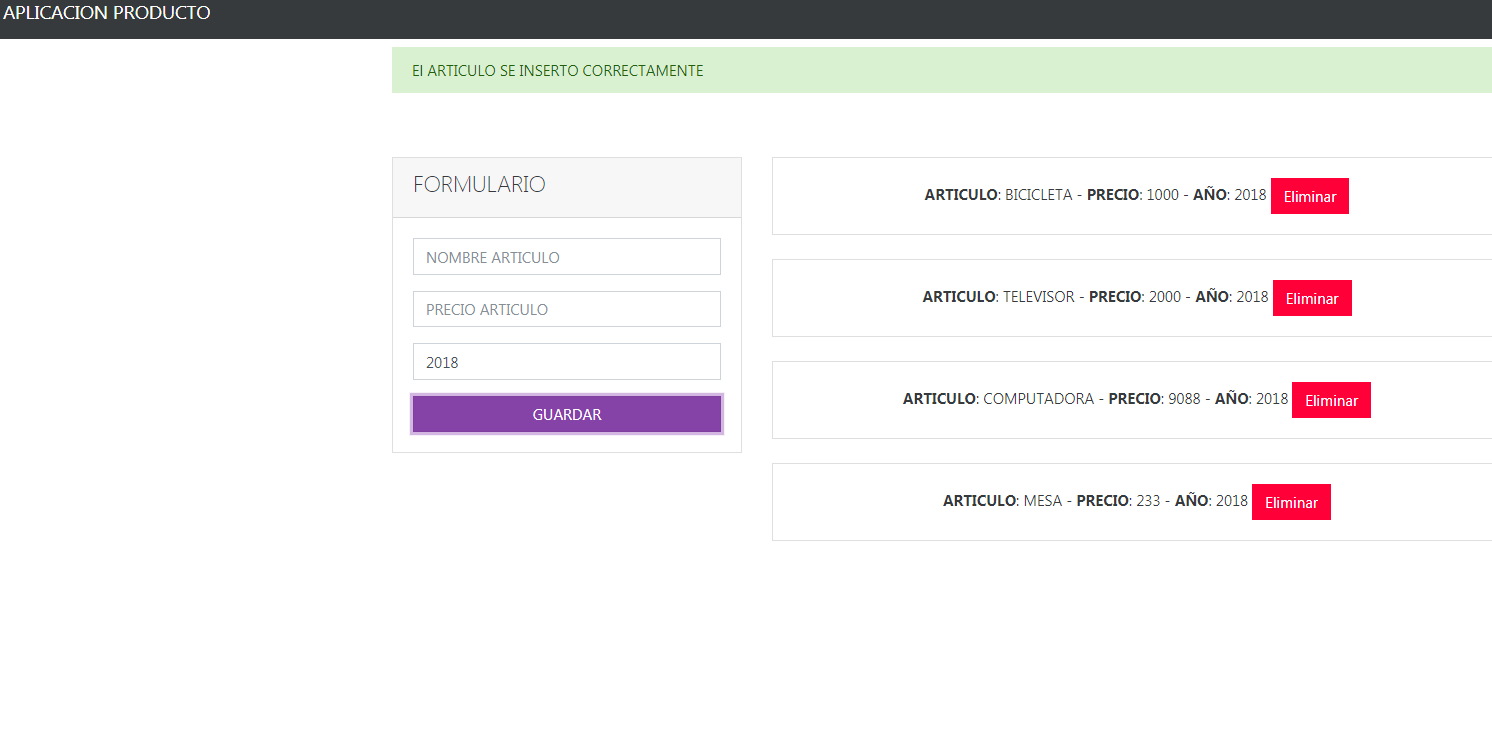 APLICACION PRODUCTO
El ARTICULO SE INSERTO CORRECTAMENTE
FORMULARIO
NOMBRE ARTICULO
PRECIO ARTICULO
2018
GUARDAR
ARTICULO: BICICLETA - PRECIO: 1000 - AÑO: 2018 Eliminar
ARTICULO: TELEVISOR - PRECIO: 2000 - AÑO: 2018 Eliminar
ARTICULO: COMPUTADORA - PRECIO: 9088 - AÑO: 2018 Eliminar
ARTICULO: MESA - PRECIO: 233 - AÑO: 2018 Eliminar